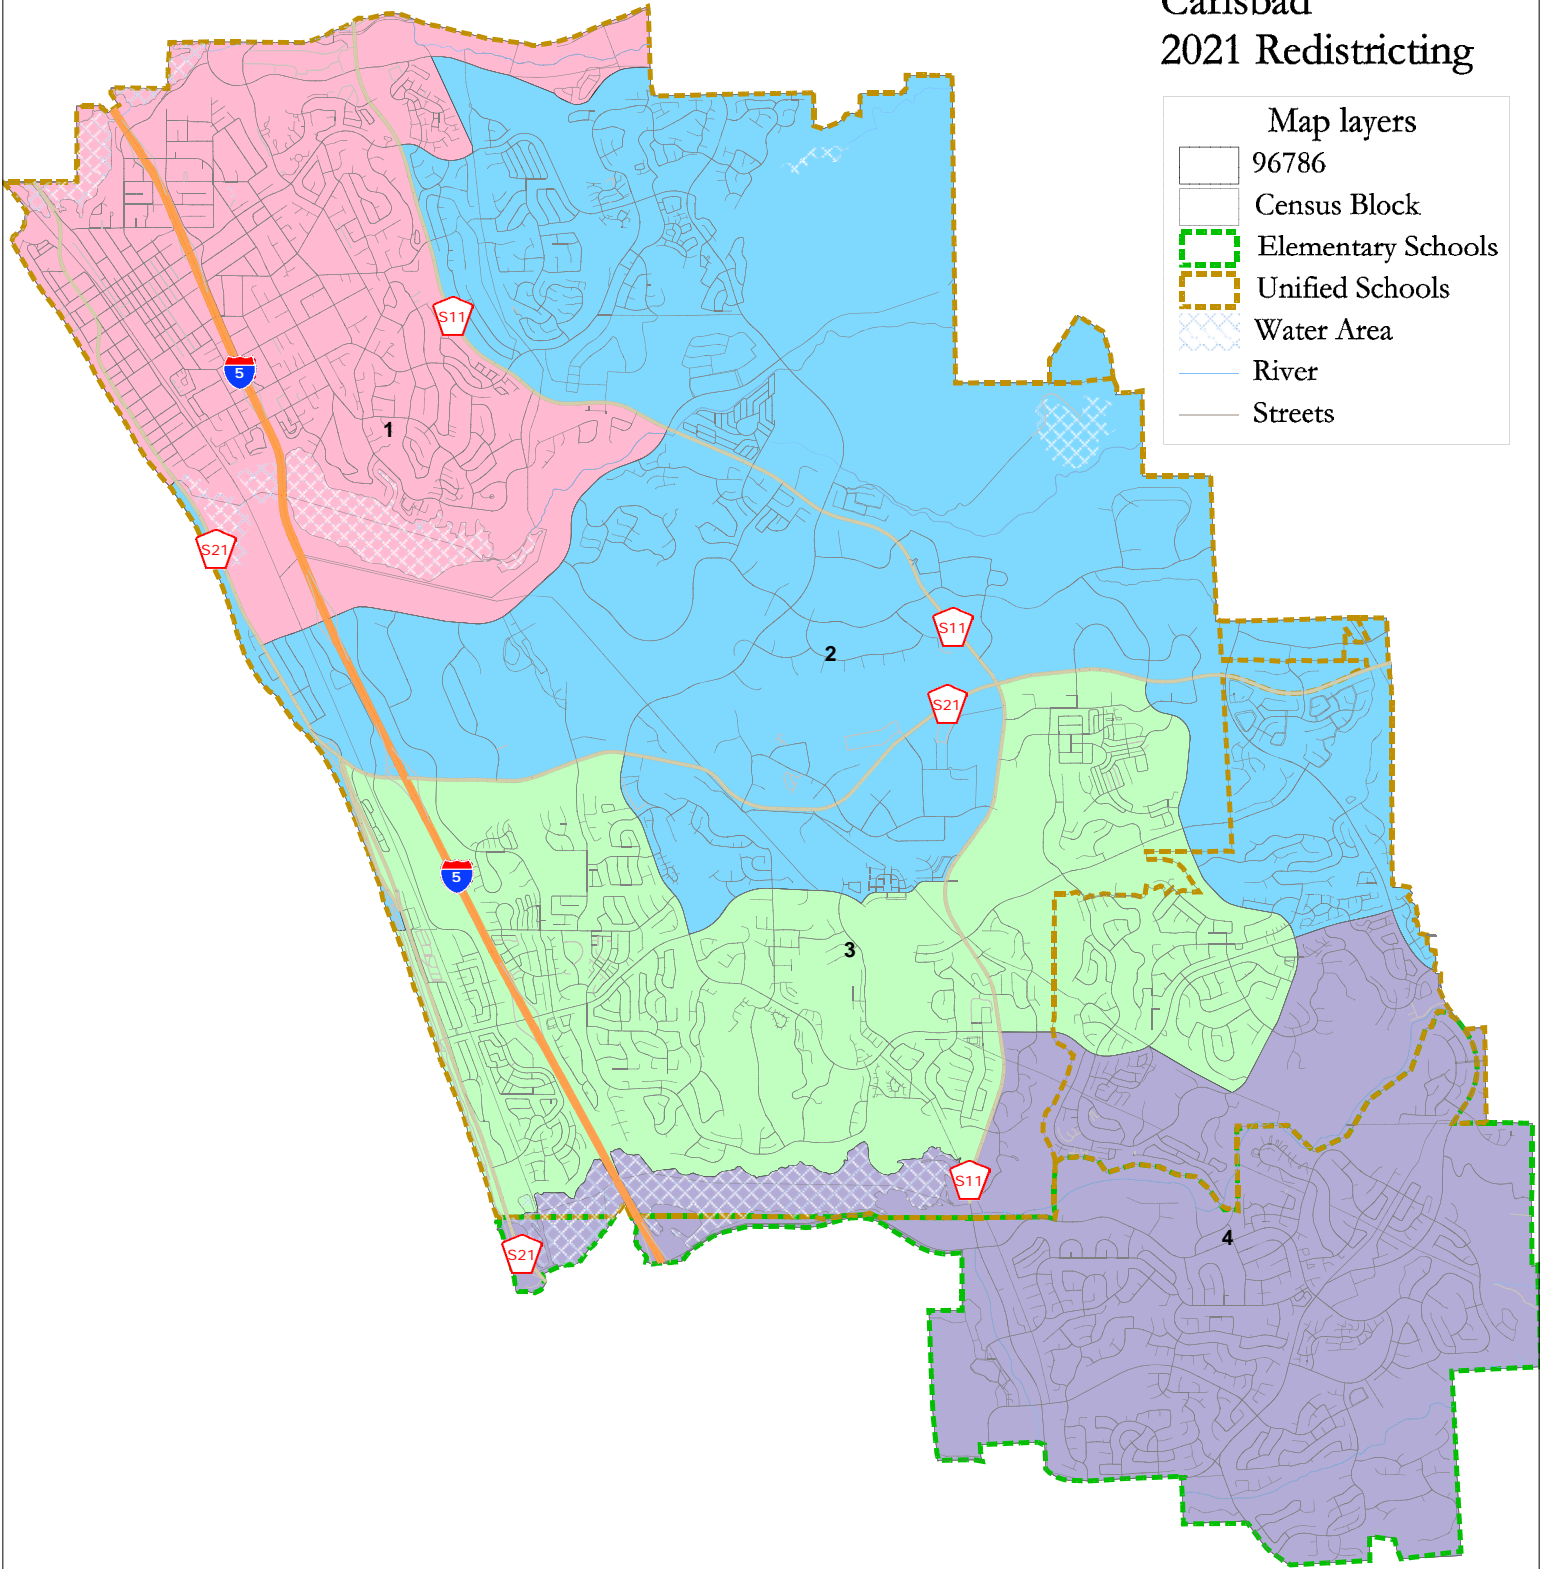 Carlsbad
2021 Redistricting
Map layers
96786
Census Block
Elementary Schools
Unified Schools
Water Area
River
Streets
S11
5
1
S21
S11
2
S21
5
3
S11
4
S21